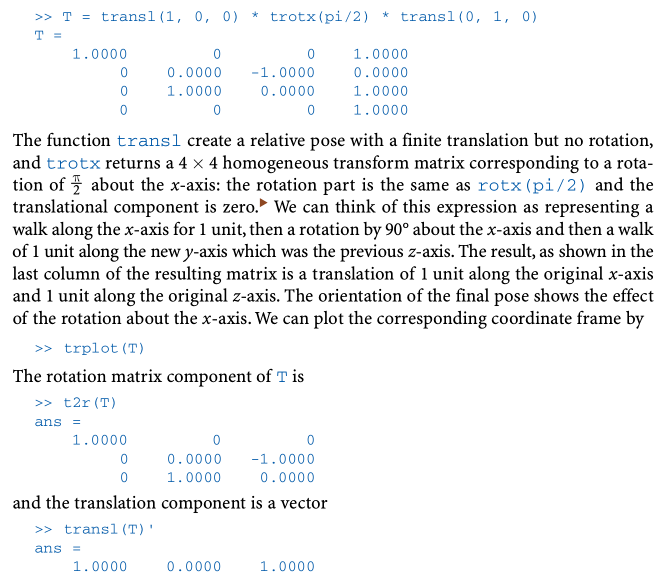 >> T = transl(1, 0, 0) * trotx(pi/2) * transl(0, 1, 0)
T =
1.0000 0 0 1.0000
0 0.0000 -1.0000 0.0000
0 1.0000 0.0000 1.0000
0 0 0 1.0000
The function transl create a relative pose with a finite translation but no rotation,
and trotx returns a 4 × 4 homogeneous transform matrix corresponding to a rota-
tion of π/2 about the x-axis: the rotation part is the same as rotx(pi/2) and the
translational component is zero.▶ We can think of this expression as representing a
walk along the x-axis for 1 unit, then a rotation by 90° about the x-axis and then a walk
of 1 unit along the new y-axis which was the previous z-axis. The result, as shown in the
last column of the resulting matrix is a translation of 1 unit along the original x-axis
and 1 unit along the original z-axis. The orientation of the final pose shows the effect
of the rotation about the x-axis. We can plot the corresponding coordinate frame by
>> trplot(T)
The rotation matrix component of T is
>> t2r(T)
ans =
1.0000 0 0
0 0.0000 -1.0000
0 1.0000 0.0000
and the translation component is a vector
>> transl(T)'
ans =
1.0000 0.0000 1.0000